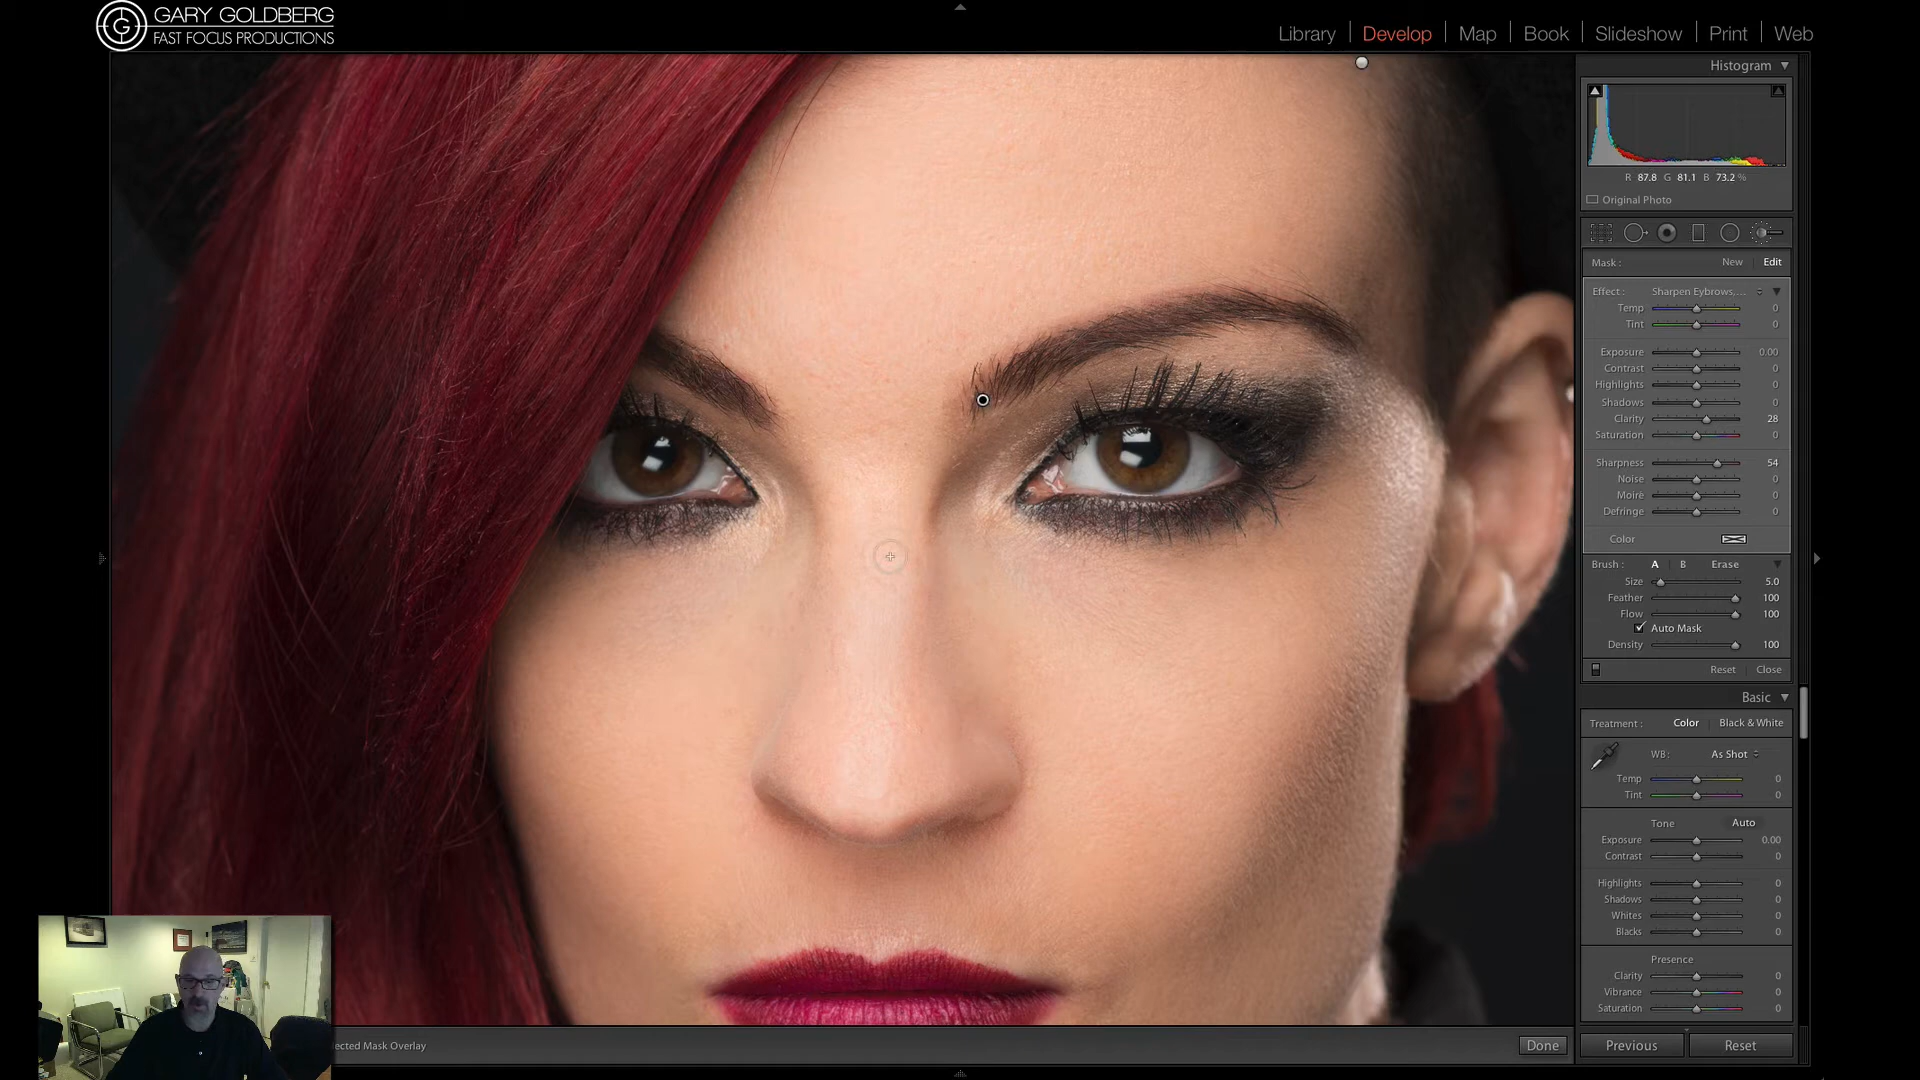 GARY GOLDBERG
FAST FOCUS PRODUCTIONS
Library | Develop | Map | Book | Slideshow | Print | Web
Histogram
R 87.8 G 81.1 B 73.2 %
Original Photo
Mask : New | Edit
Effect : Sharpen Eybrows,...
Temp 0
Tint 0
Exposure 0.00
Contrast 0
Highlights 0
Shadows 0
Clarity 28
Saturation 0
Sharpness 54
Noise 0
Moiré 0
Defringe 0
Color
Brush : A | B Erase
Size 5.0
Feather 100
Flow 100
Auto Mask
Density 100
Reset Close
Basic
Treatment : Color | Black & White
WB : As Shot
Temp 0
Tint 0
Tone Auto
Exposure 0.00
Contrast 0
Highlights 0
Shadows 0
Whites 0
Blacks 0
Presence
Clarity 0
Vibrance 0
Saturation 0
ected Mask Overlay Done
Previous Reset